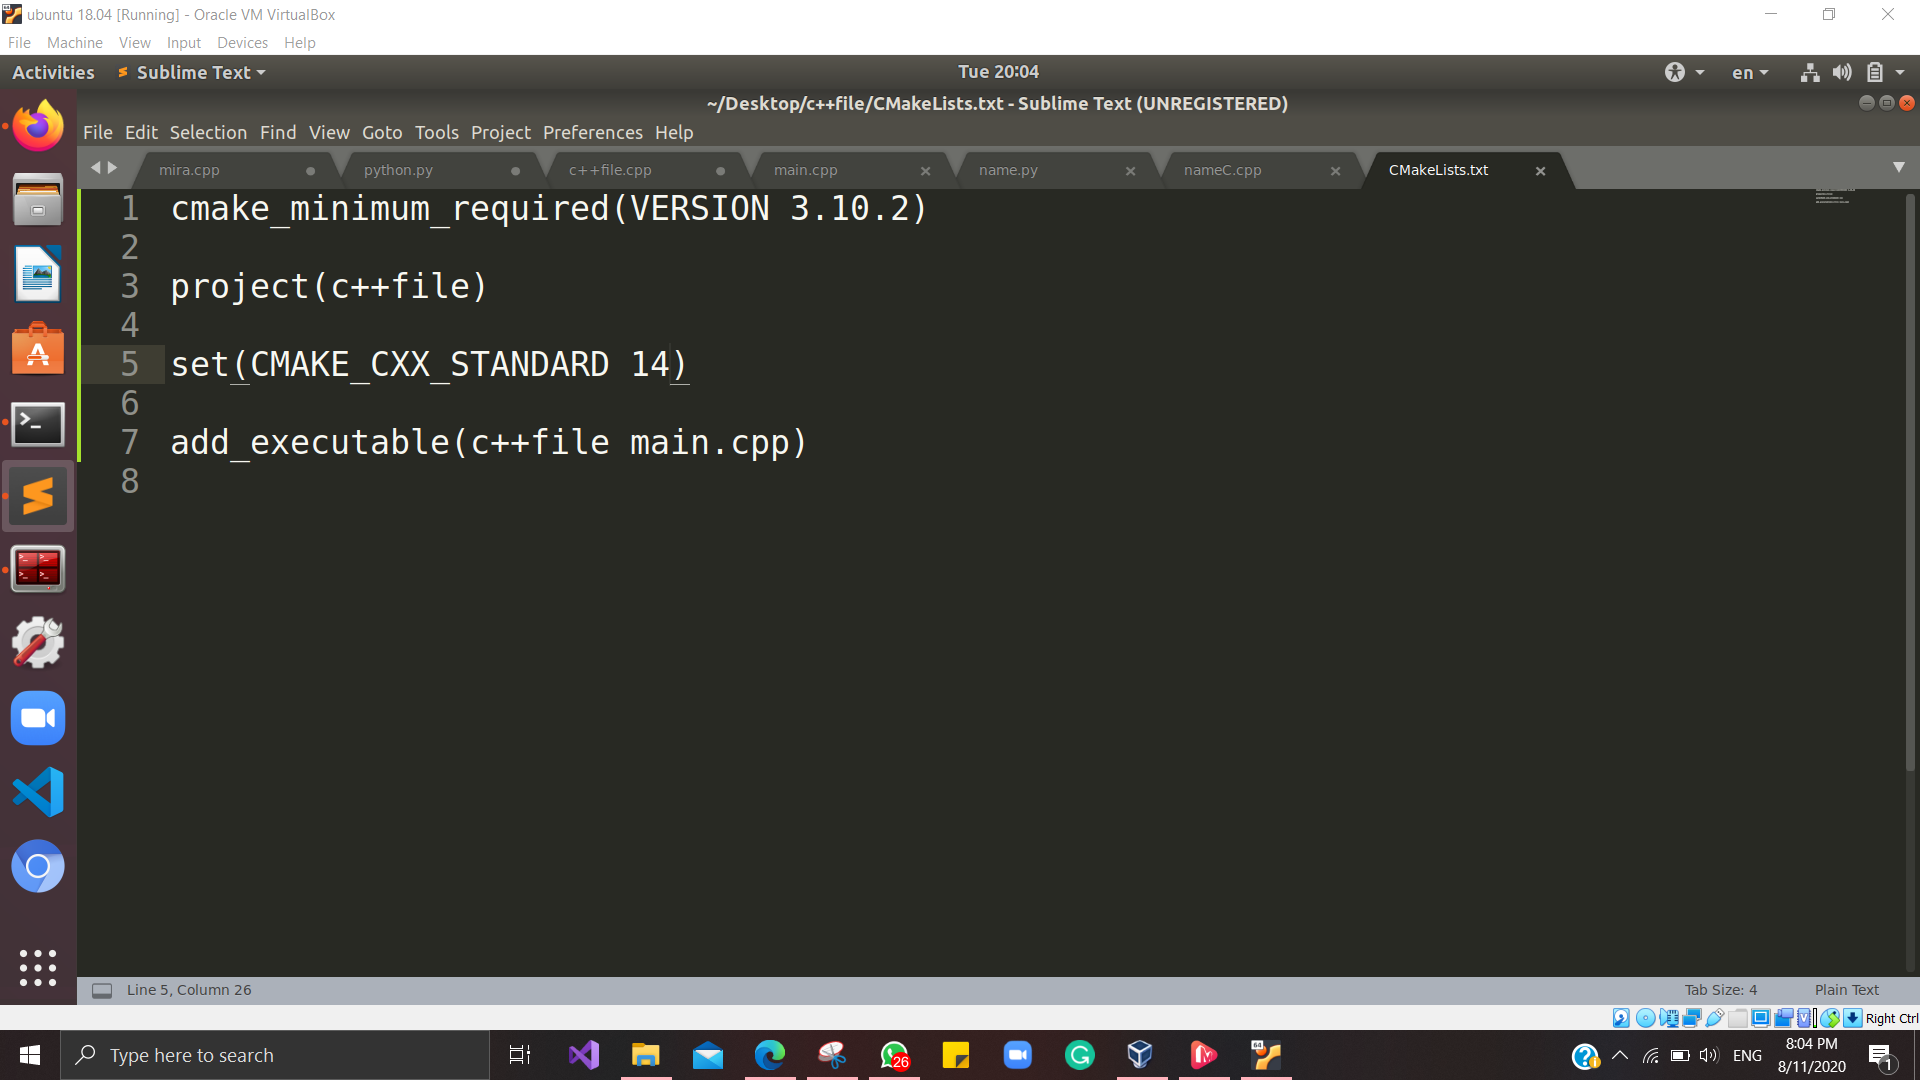 ubuntu 18.04 [Running] - Oracle VM VirtualBox
File Machine View Input Devices Help
Activities Sublime Text Tue 20:04 en
~/Desktop/c++file/CMakeLists.txt - Sublime Text (UNREGISTERED)
File Edit Selection Find View Goto Tools Project Preferences Help
mira.cpp python.py c++file.cpp main.cpp name.py nameC.cpp CMakeLists.txt
1 cmake_minimum_required(VERSION 3.10.2)
2
3 project(c++file)
4
5 set(CMAKE_CXX_STANDARD 14)
6
7 add_executable(c++file main.cpp)
8
Line 5, Column 26 Tab Size: 4 Plain Text
Right Ctrl
Type here to search 26 64 ENG 8:04 PM
8/11/2020 1